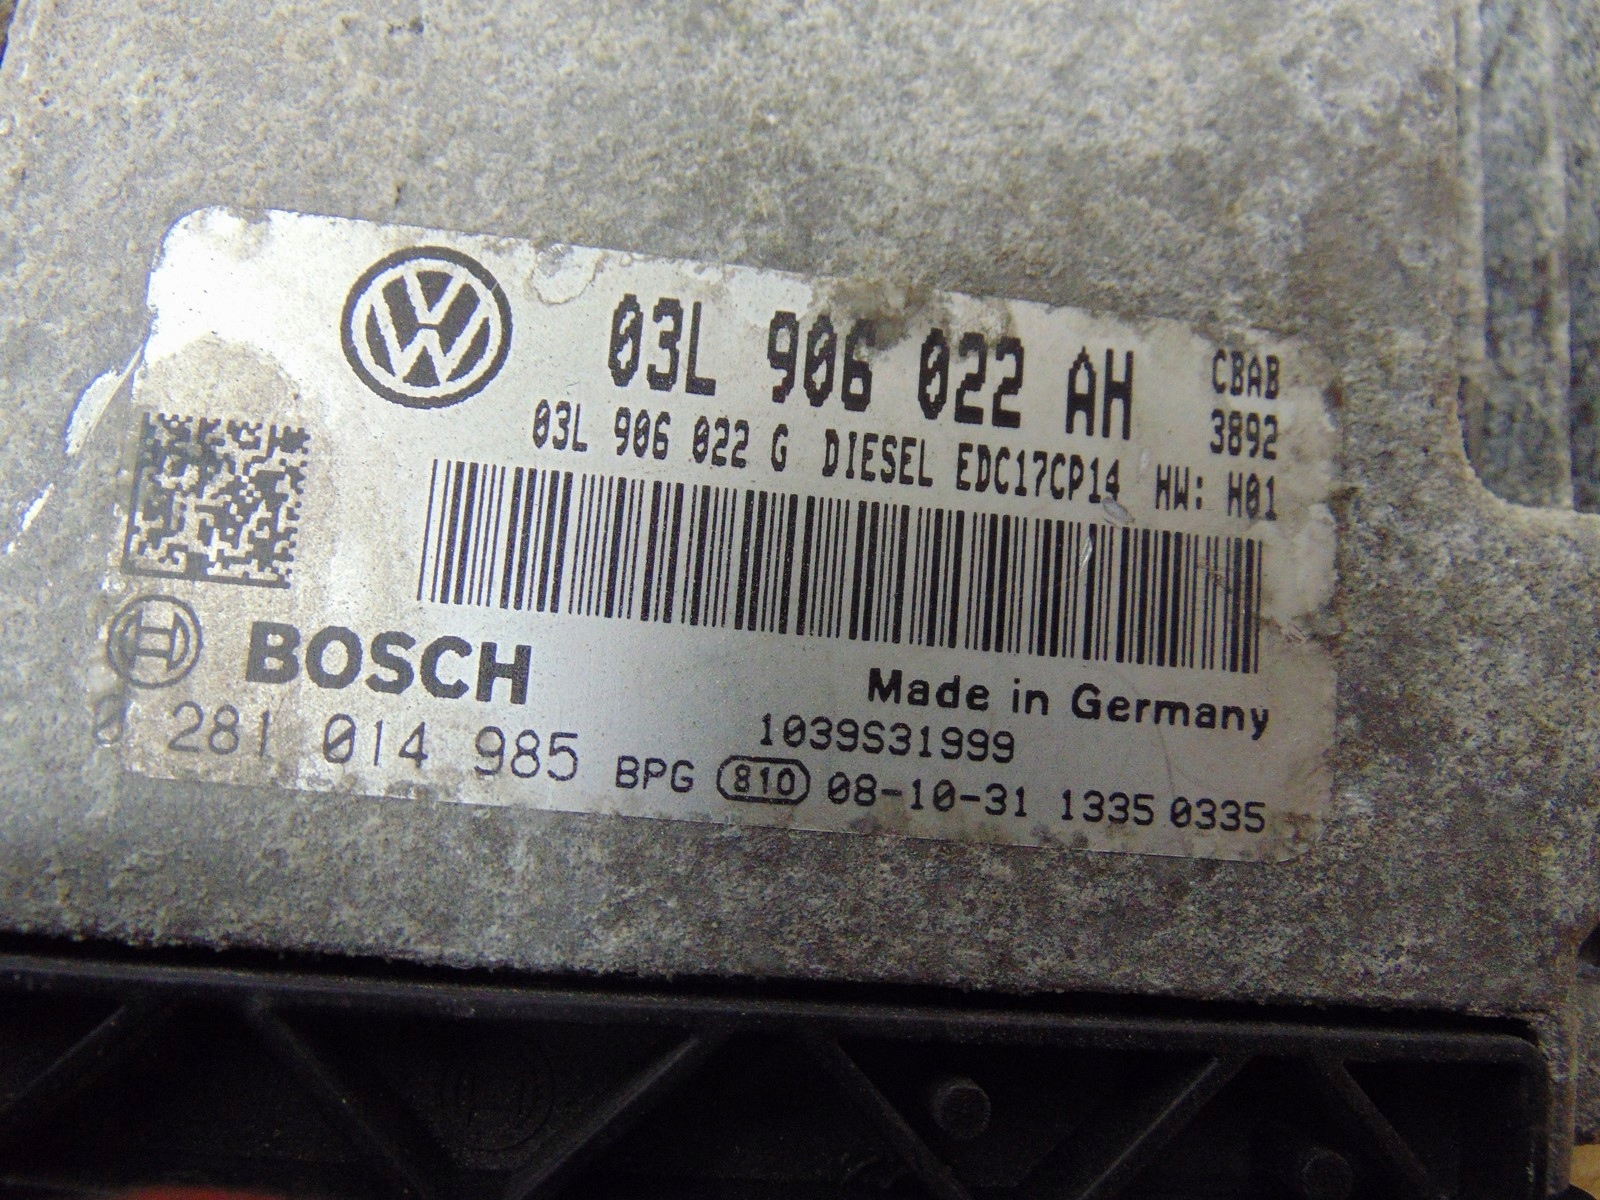 03L 906 022 AH
CBAB
3892
03L 906 022 G DIESEL EDC17CP14 HW: H01
BOSCH
Made in Germany
0 281 014 985
1039S31999
BPG 810 08-10-31 1335 0335